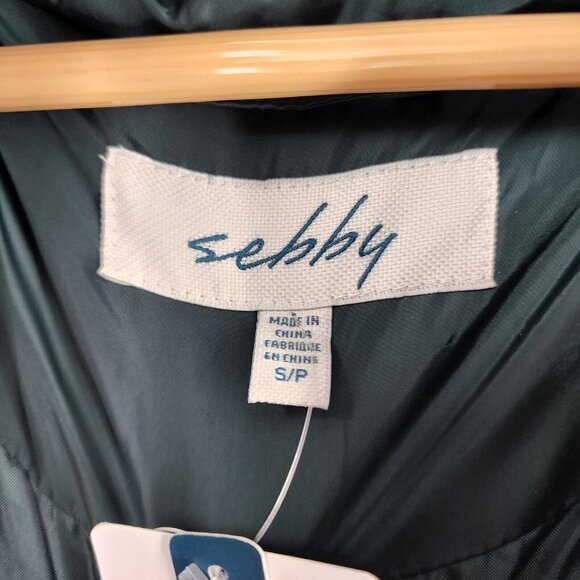 sebby
MADE IN
CHINA
FABRIQUE
EN CHINE
S/P